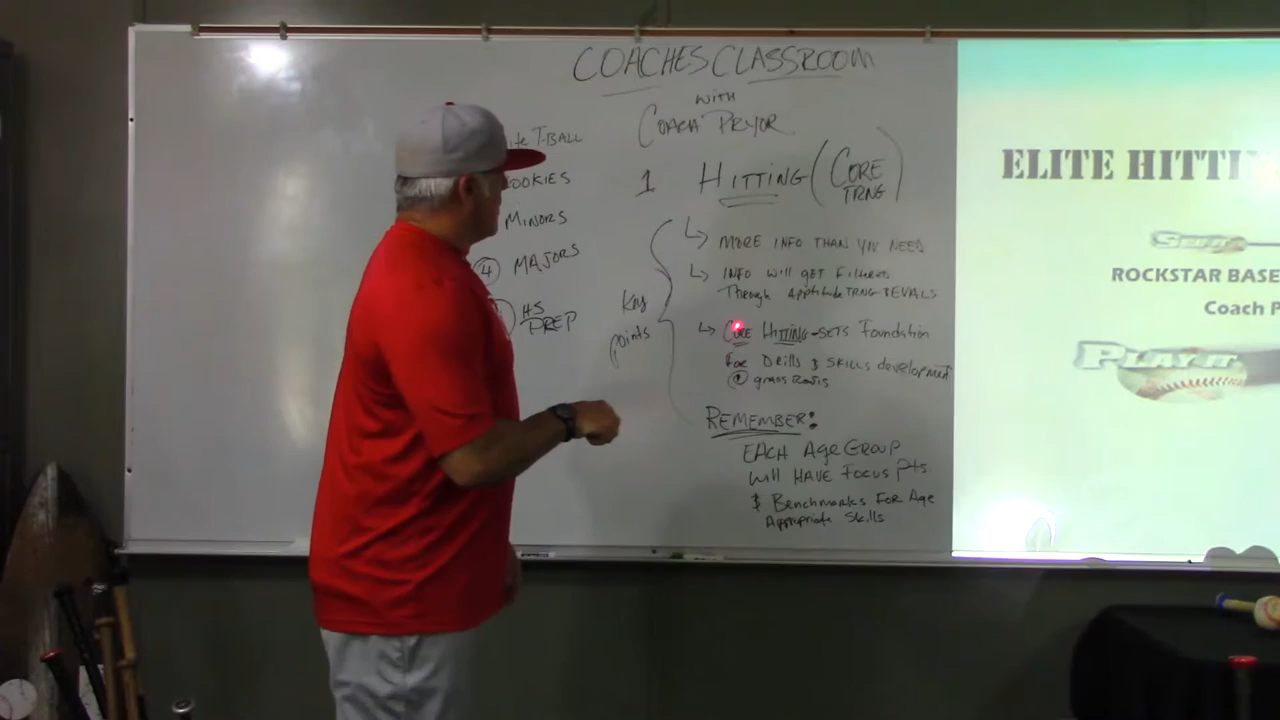 COACHES CLASSROOM
WITH
COACH PRYOR
T-BALL
OOKIES
MINORS
4 MAJORS
HS
PREP
1 HITTING (CORE
TRNG)
Key
points
↳ MORE INFO THAN YOU NEED
↳ INFO will GET FILTERED
Through TRNG & EVALS
↳ CORE HITTING - SETS Foundation
FOR Drills & SKILLS development
@ grass Roots
REMEMBER:
EACH Age GROUP
Will HAVE FOCUS Pts.
& Benchmarks FOR Age
Appropriate Skills
ELITE HITTI
ROCKSTAR BASE
Coach P
PLAY IT